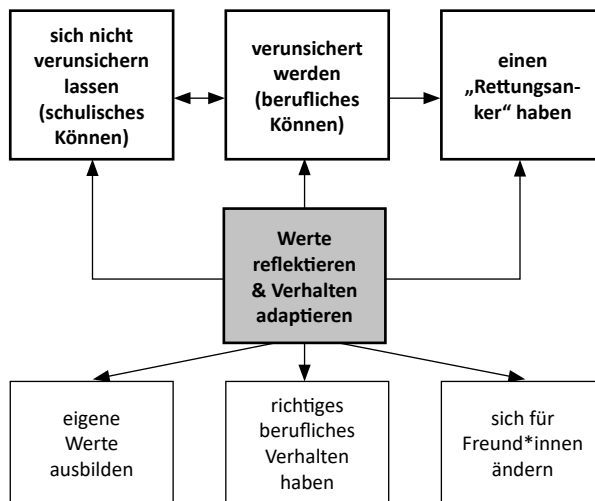 sich nicht
verunsichern
lassen
(schulisches
Können)
verunsichert
werden
(berufliches
Können)
einen
„Rettungsan-
ker“ haben
Werte
reflektieren
& Verhalten
adaptieren
eigene
Werte
ausbilden
richtiges
berufliches
Verhalten
haben
sich für
Freund*innen
ändern